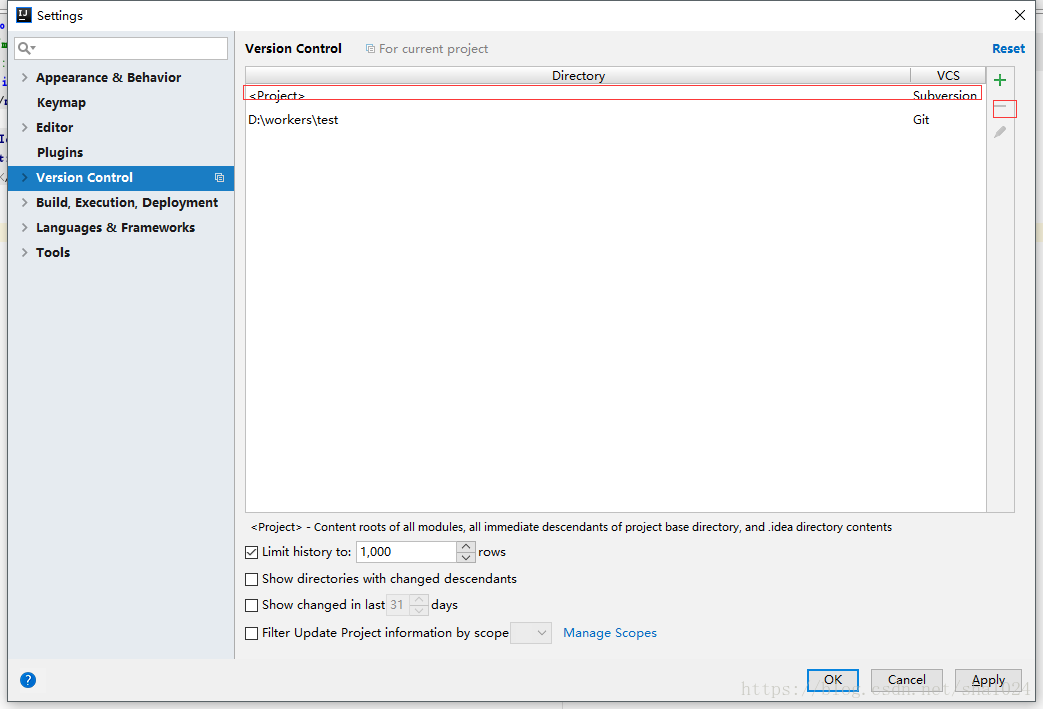 Settings
Version Control
For current project
Reset
Appearance & Behavior
Keymap
Editor
Plugins
Version Control
Build, Execution, Deployment
Languages & Frameworks
Tools
Directory VCS
<Project> Subversion
D:\workers\test Git
<Project> - Content roots of all modules, all immediate descendants of project base directory, and .idea directory contents
Limit history to: 1,000 rows
Show directories with changed descendants
Show changed in last 31 days
Filter Update Project information by scope Manage Scopes
? OK Cancel Apply
https://blog.csdn.net/sha1024